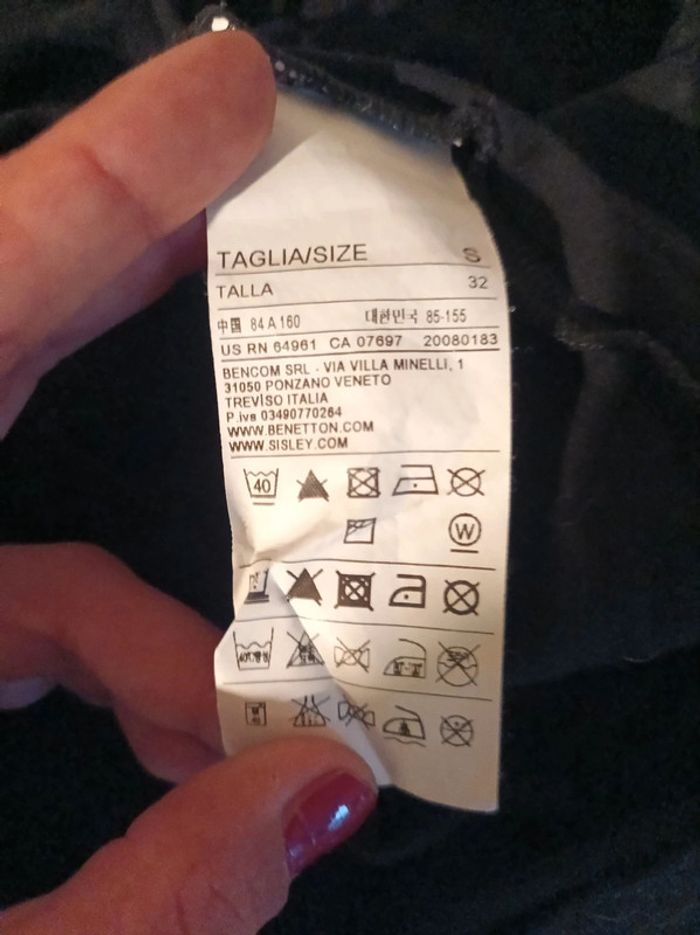 TAGLIA/SIZE S
TALLA 32
中国 84 A 160 대한민국 85-155
US RN 64961 CA 07697 20080183
BENCOM SRL - VIA VILLA MINELLI, 1
31050 PONZANO VENETO
TREVISO ITALIA
P.iva 03490770264
WWW.BENETTON.COM
WWW.SISLEY.COM
40
W